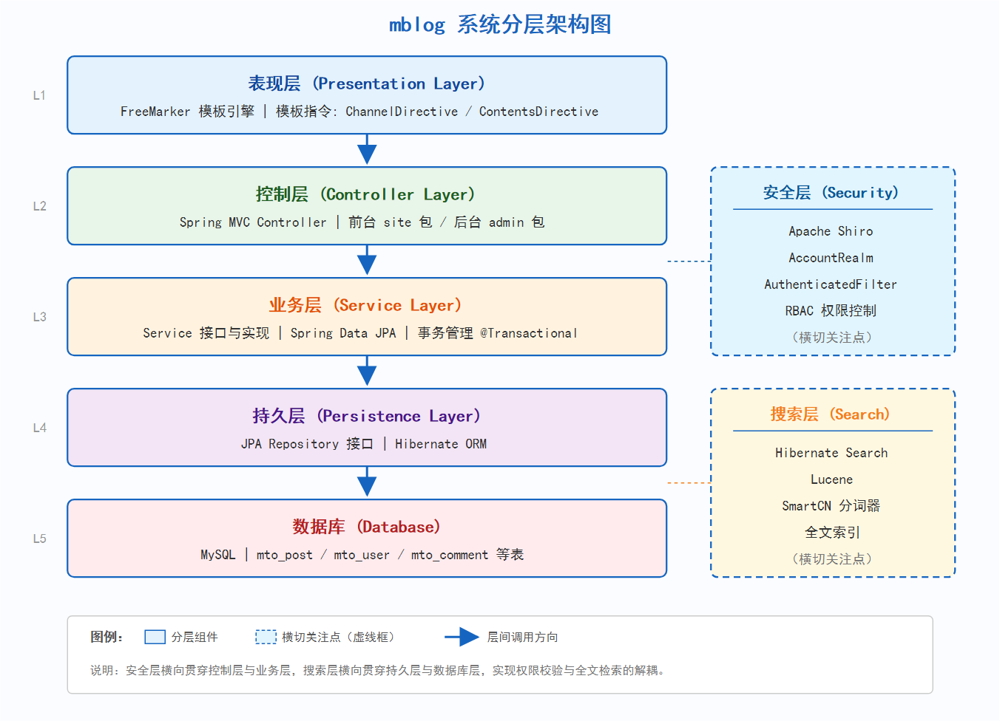 mblog 系统分层架构图
L1
表现层 (Presentation Layer)
FreeMarker 模板引擎 | 模板指令: ChannelDirective / ContentsDirective
L2
控制层 (Controller Layer)
Spring MVC Controller | 前台 site 包 / 后台 admin 包
L3
业务层 (Service Layer)
Service 接口与实现 | Spring Data JPA | 事务管理 @Transactional
L4
持久层 (Persistence Layer)
JPA Repository 接口 | Hibernate ORM
L5
数据库 (Database)
MySQL | mto_post / mto_user / mto_comment 等表
安全层 (Security)
Apache Shiro
AccountRealm
AuthenticatedFilter
RBAC 权限控制
（横切关注点）
搜索层 (Search)
Hibernate Search
Lucene
SmartCN 分词器
全文索引
（横切关注点）
图例： 分层组件 横切关注点（虚线框） 层间调用方向
说明：安全层横向贯穿控制层与业务层，搜索层横向贯穿持久层与数据库层，实现权限校验与全文检索的解耦。